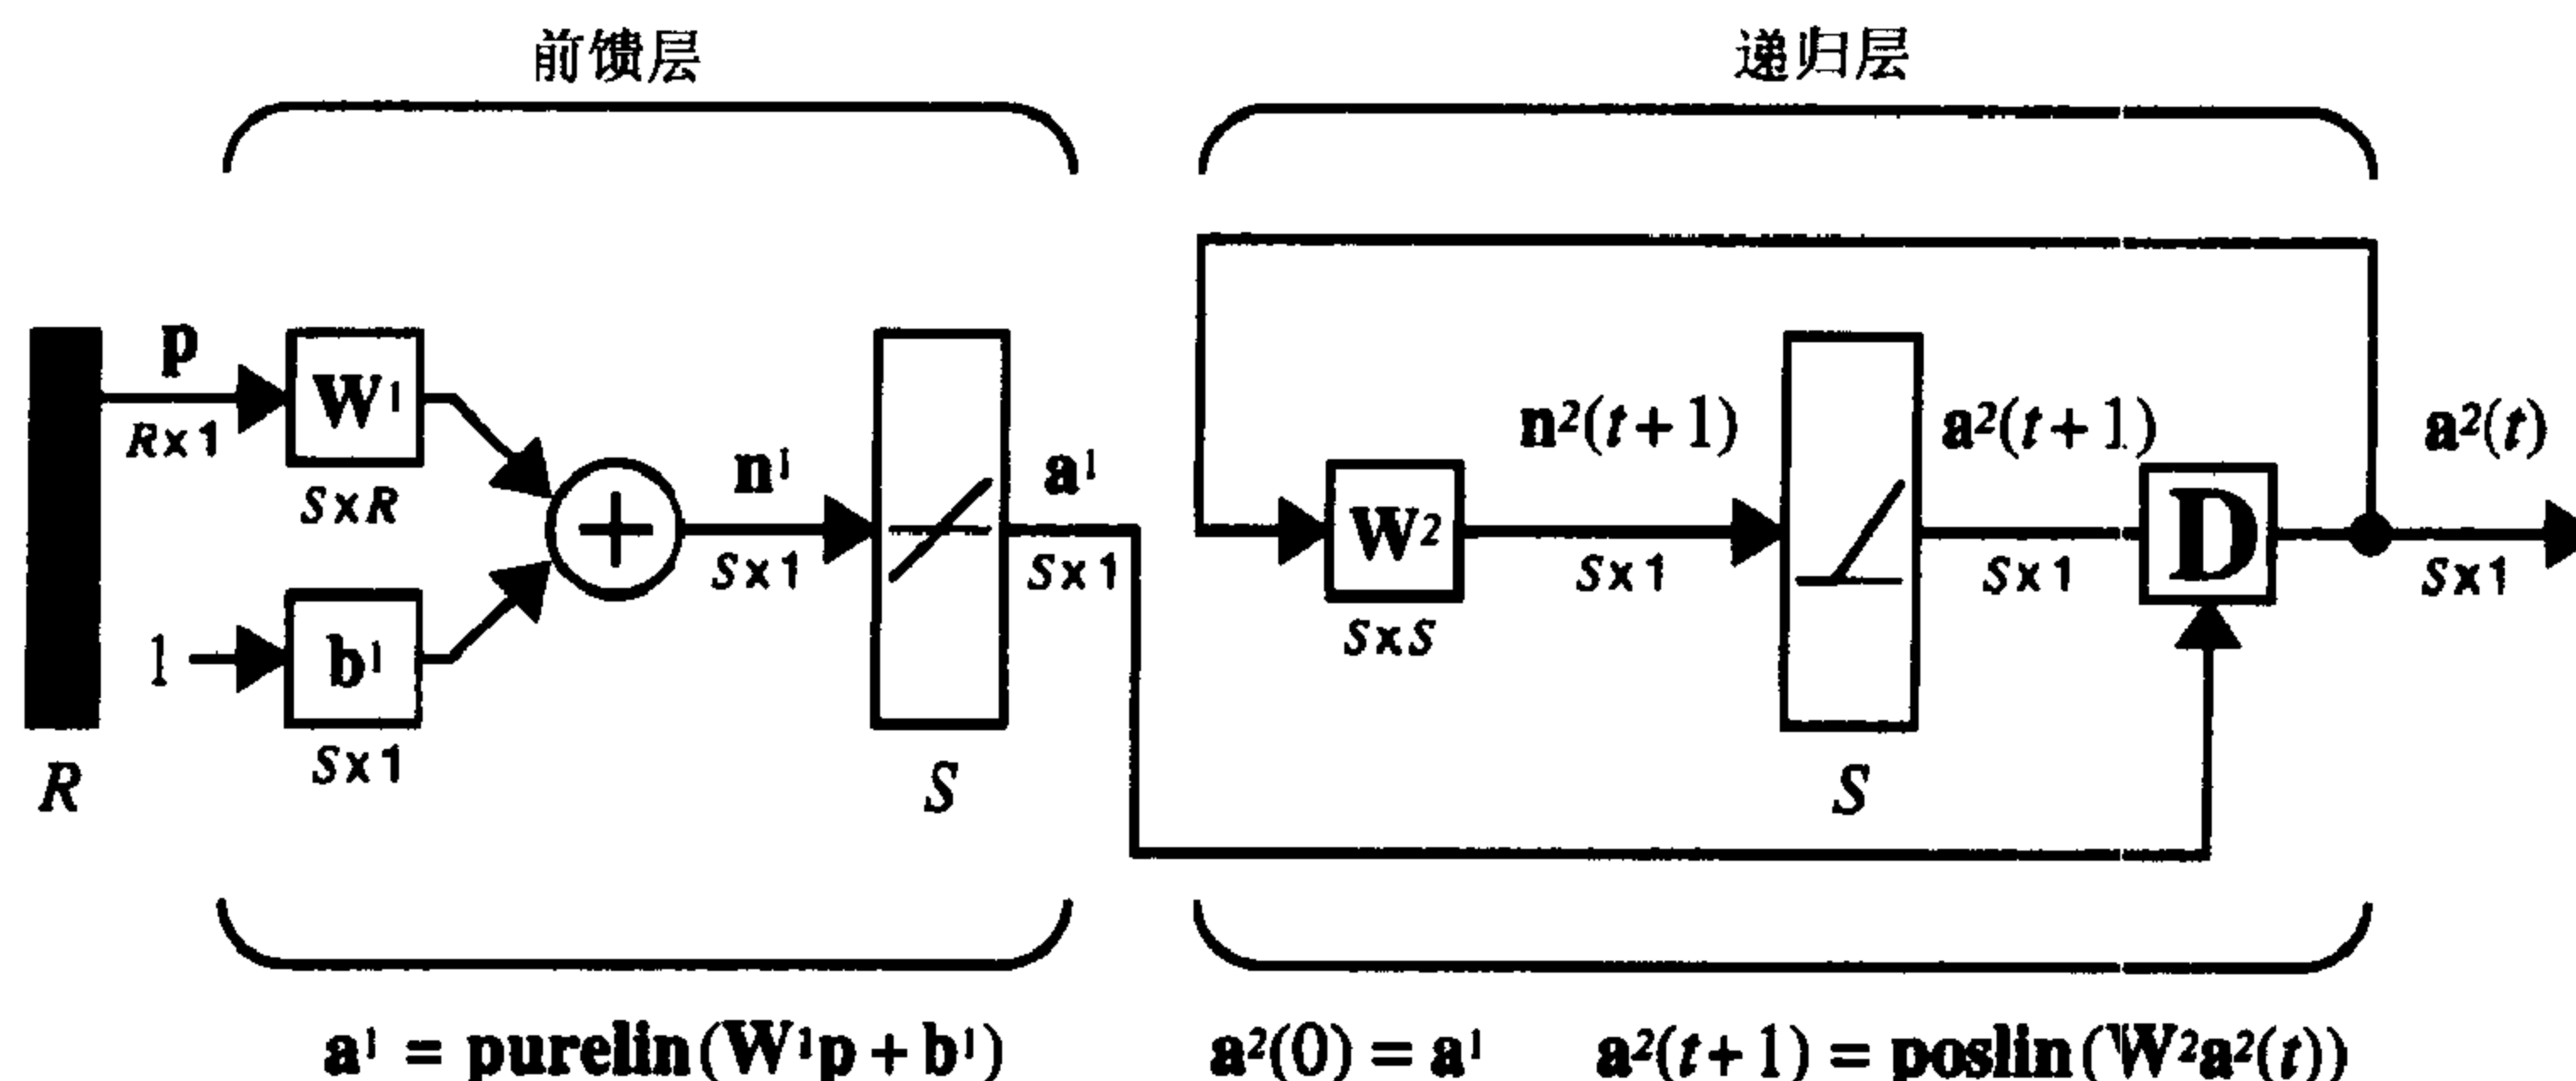 前馈层
递归层
p
R×1
W¹
S×R
1
b¹
S×1
R
n¹
S×1
S
a¹
S×1
W²
S×S
n²(t+1)
S×1
S
a²(t+1)
S×1
D
a²(t)
S×1
a¹ = purelin(W¹p + b¹)
a²(0) = a¹
a²(t+1) = poslin(W²a²(t))